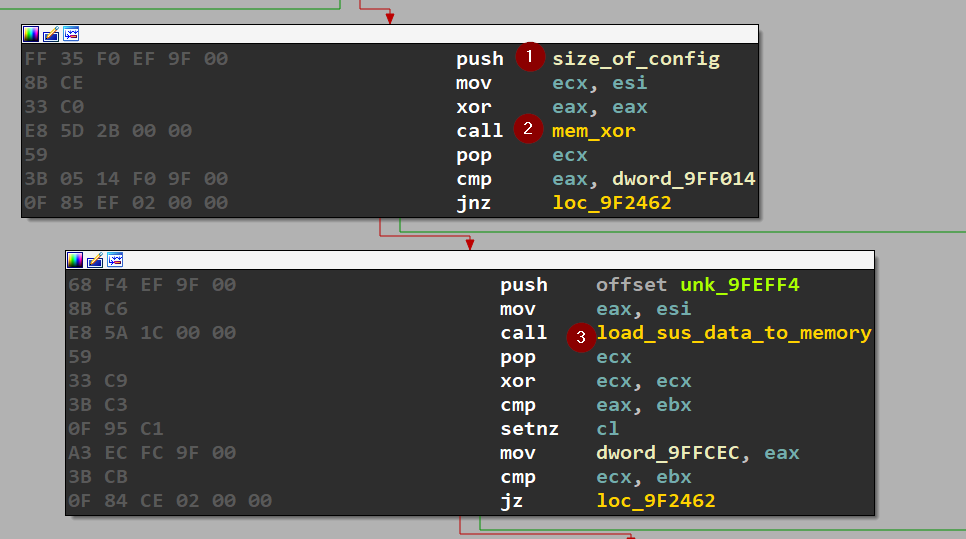 FF 35 F0 EF 9F 00 push 1 size_of_config
8B CE mov ecx, esi
33 C0 xor eax, eax
E8 5D 2B 00 00 call 2 mem_xor
59 pop ecx
3B 05 14 F0 9F 00 cmp eax, dword_9FF014
0F 85 EF 02 00 00 jnz loc_9F2462
68 F4 EF 9F 00 push offset unk_9FEFF4
8B C6 mov eax, esi
E8 5A 1C 00 00 call 3 load_sus_data_to_memory
59 pop ecx
33 C9 xor ecx, ecx
3B C3 cmp eax, ebx
0F 95 C1 setnz cl
A3 EC FC 9F 00 mov dword_9FFCEC, eax
3B CB cmp ecx, ebx
0F 84 CE 02 00 00 jz loc_9F2462